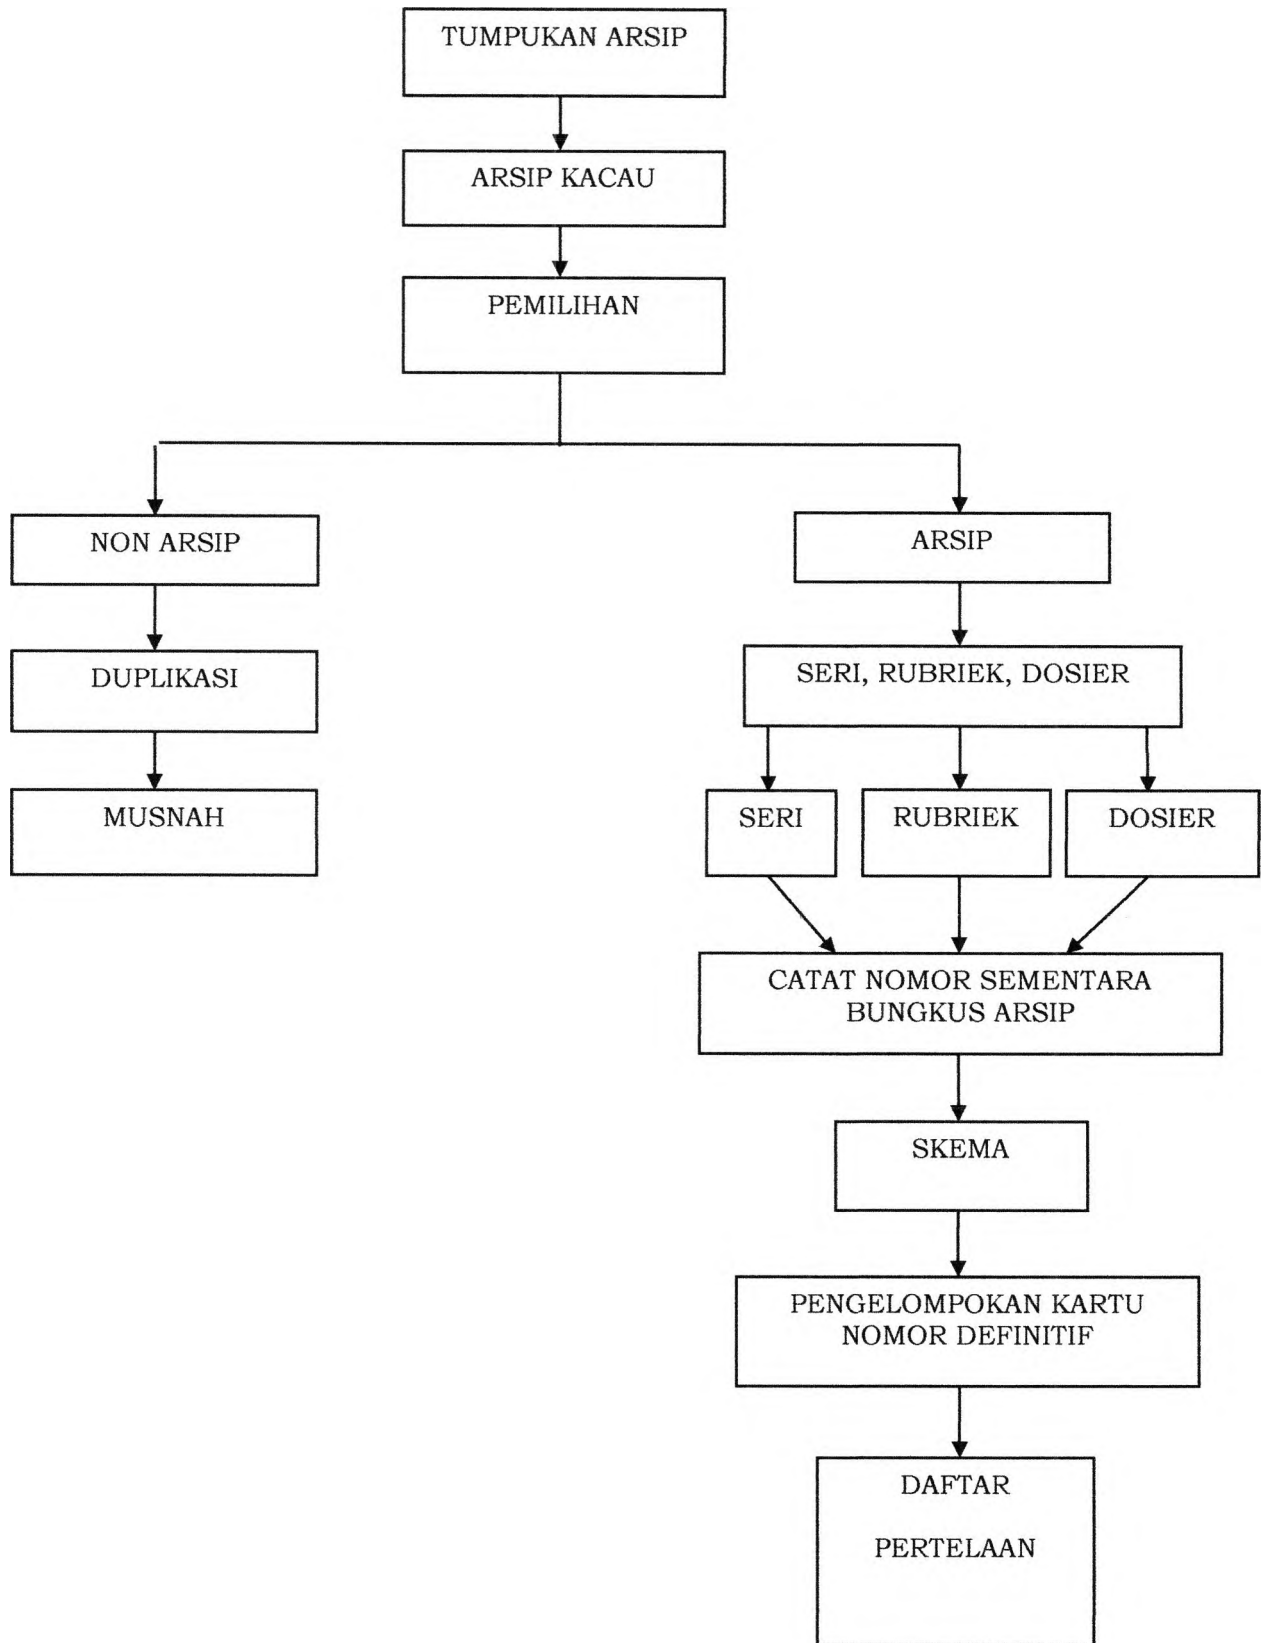 TUMPUKAN ARSIP
ARSIP KACAU
PEMILIHAN
NON ARSIP
ARSIP
DUPLIKASI
SERI, RUBRIEK, DOSIER
MUSNAH
SERI
RUBRIEK
DOSIER
CATAT NOMOR SEMENTARA
BUNGKUS ARSIP
SKEMA
PENGELOMPOKAN KARTU
NOMOR DEFINITIF
DAFTAR
PERTELAAN